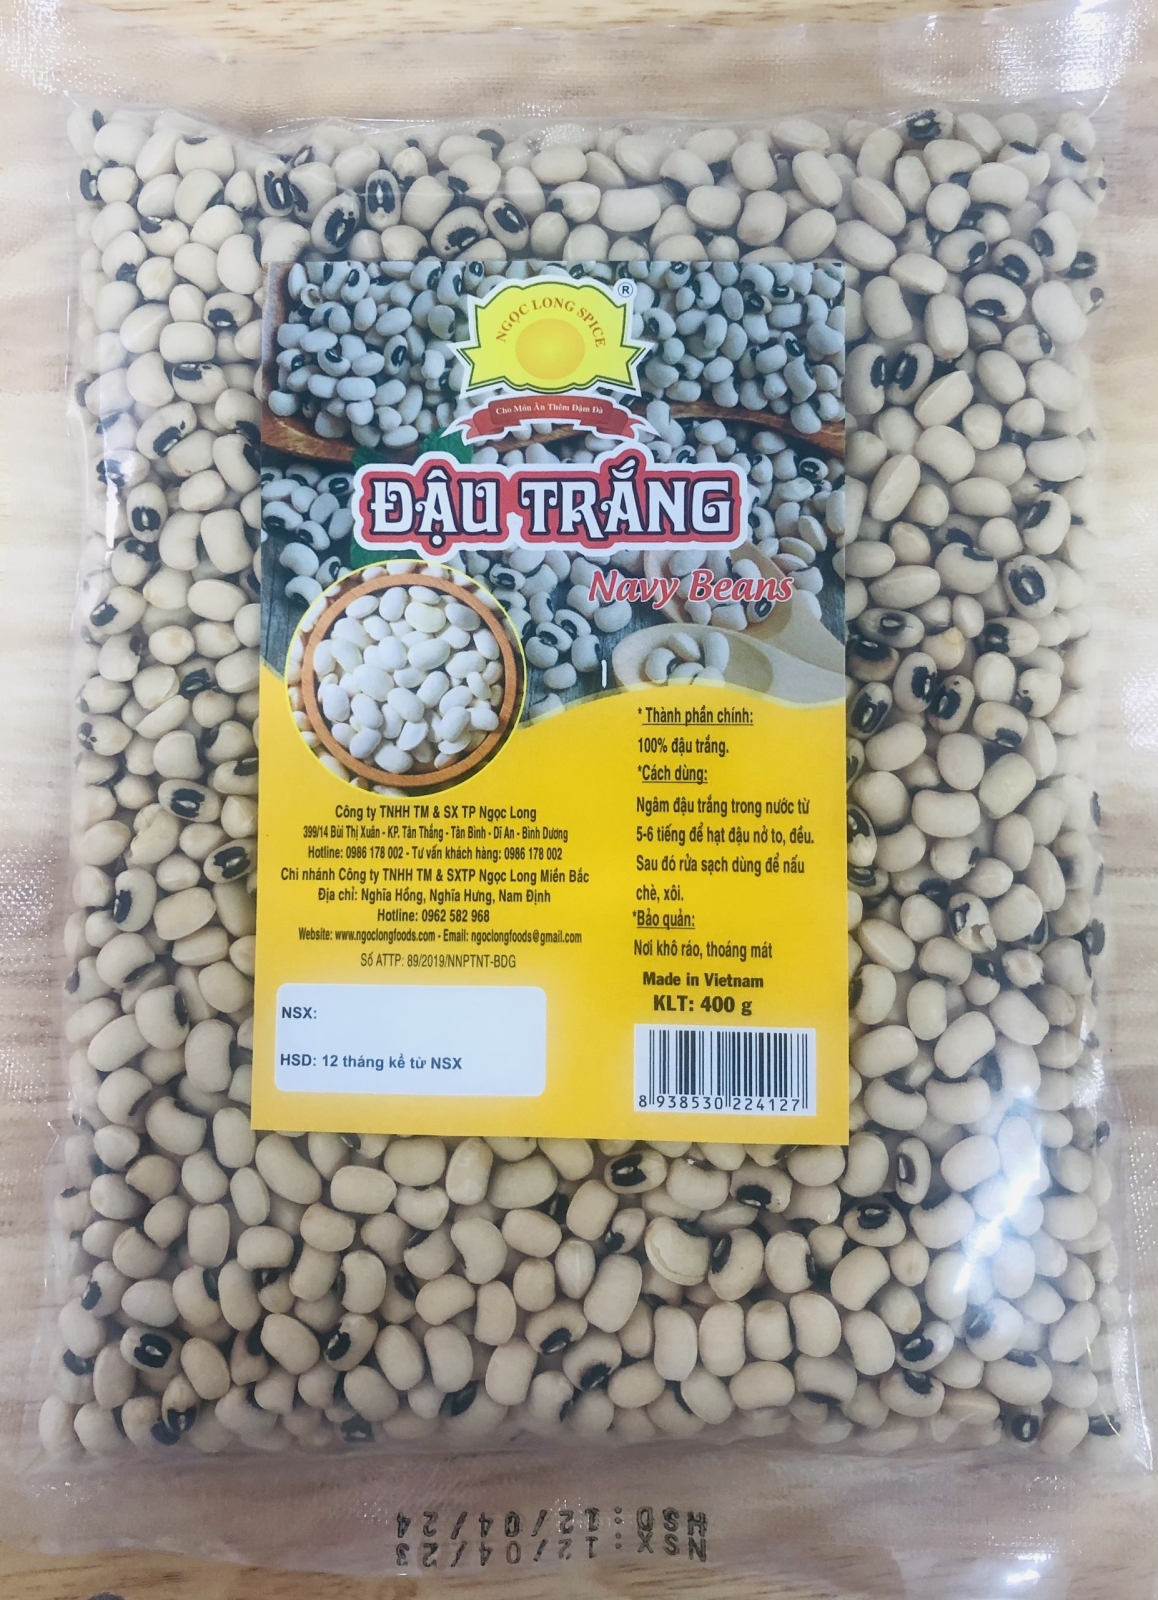 NGỌC LONG SPICE
®
Cho Món Ăn Thêm Đậm Đà
ĐẬU TRẮNG
Navy Beans
Công ty TNHH TM & SX TP Ngọc Long
399/14 Bùi Thị Xuân - KP. Tân Thắng - Tân Bình - Dĩ An - Bình Dương
Hotline: 0986 178 002 - Tư vấn khách hàng: 0986 178 002
Chi nhánh Công ty TNHH TM & SXTP Ngọc Long Miền Bắc
Địa chỉ: Nghĩa Hồng, Nghĩa Hưng, Nam Định
Hotline: 0962 582 968
Website: www.ngoclongfoods.com - Email: ngoclongfoods@gmail.com
Số ATTP: 89/2019/NNPTNT-BDG
NSX:
HSD: 12 tháng kể từ NSX
* Thành phần chính:
100% đậu trắng.
*Cách dùng:
Ngâm đậu trắng trong nước từ
5-6 tiếng để hạt đậu nở to, đều.
Sau đó rửa sạch dùng để nấu
chè, xôi.
*Bảo quản:
Nơi khô ráo, thoáng mát
Made in Vietnam
KLT: 400 g
8 938530 224127
NSX:12/04/23
HSD:12/04/24